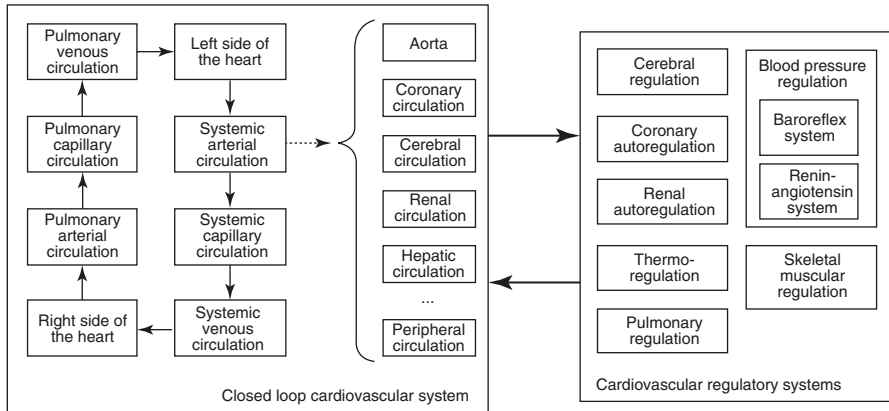 Pulmonary
venous
circulation
Left side of
the heart
Pulmonary
capillary
circulation
Systemic
arterial
circulation
Pulmonary
arterial
circulation
Systemic
capillary
circulation
Right side of
the heart
Systemic
venous
circulation
Aorta
Coronary
circulation
Cerebral
circulation
Renal
circulation
Hepatic
circulation
...
Peripheral
circulation
Closed loop cardiovascular system
Cerebral
regulation
Coronary
autoregulation
Renal
autoregulation
Thermo-
regulation
Pulmonary
regulation
Blood pressure
regulation
Baroreflex
system
Renin-
angiotensin
system
Skeletal
muscular
regulation
Cardiovascular regulatory systems